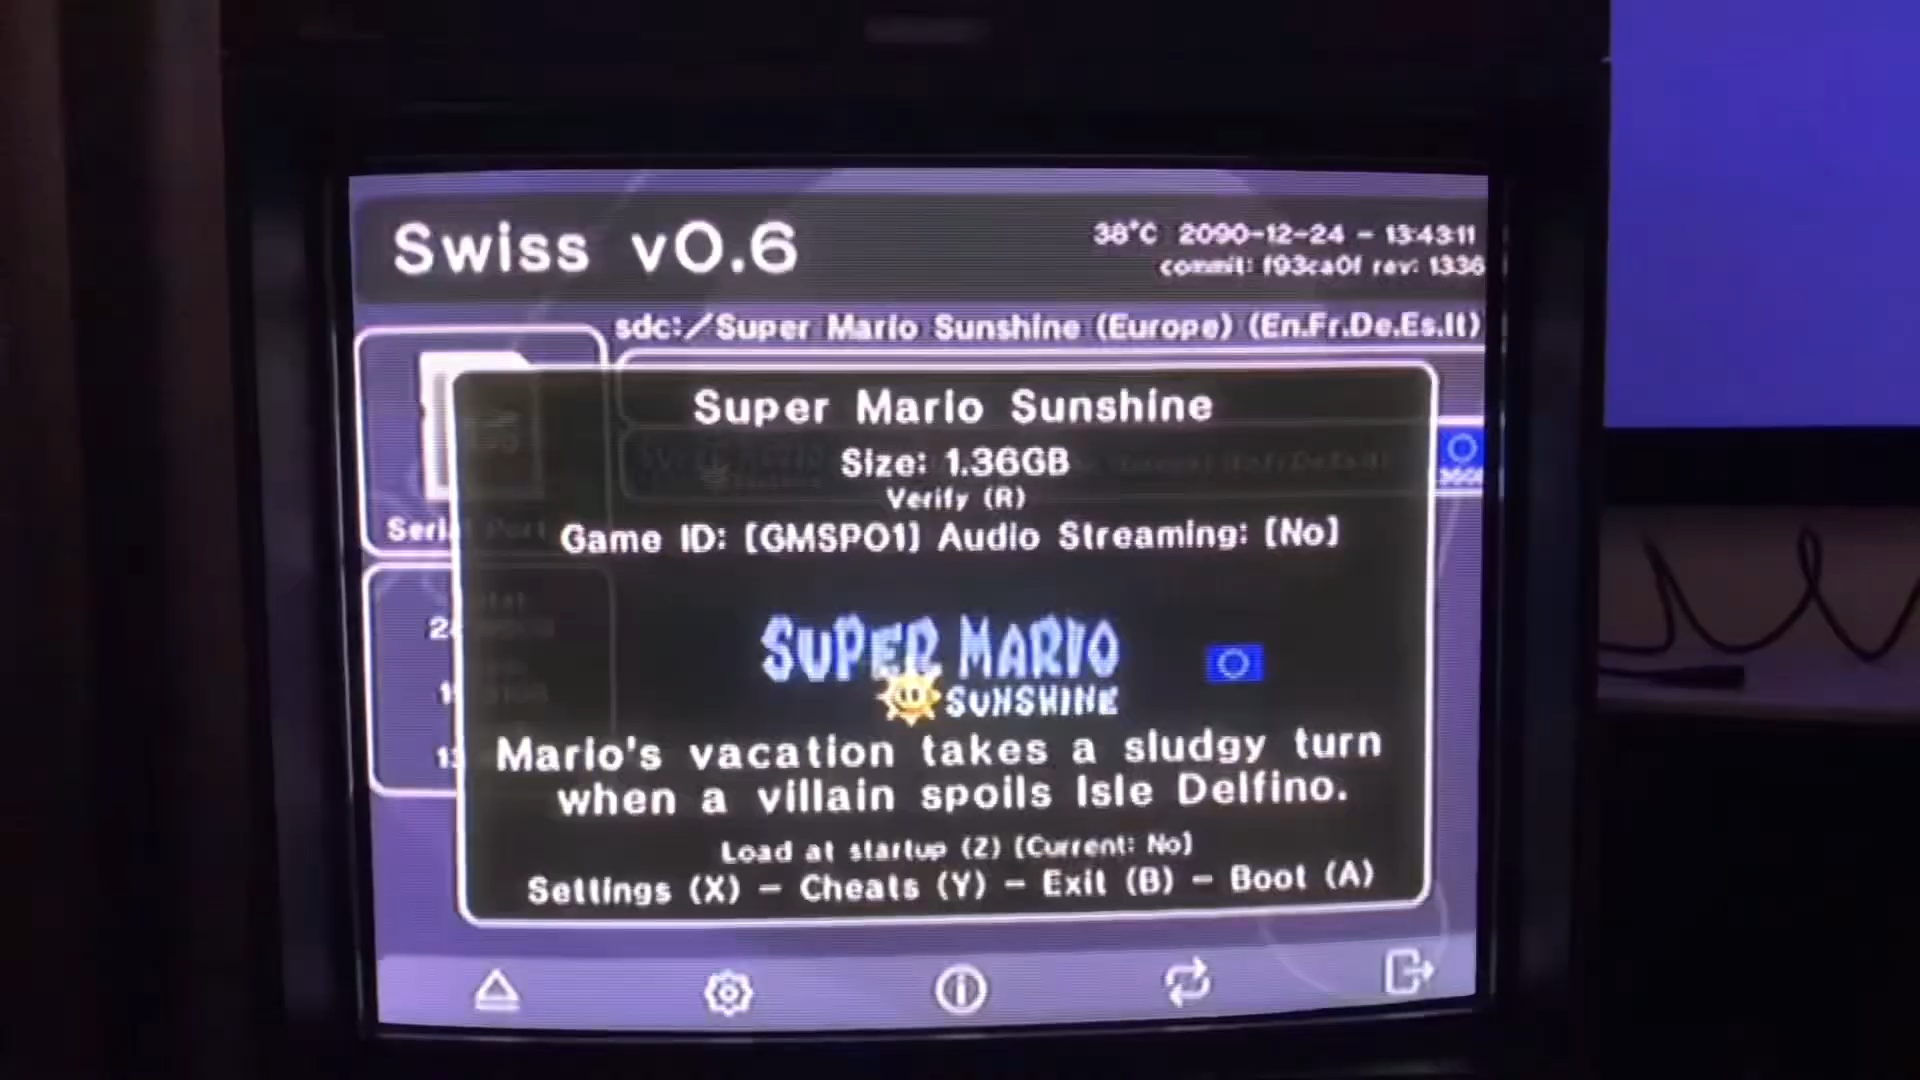 Swiss v0.6
38°C 2090-12-24 - 13:43:11
commit: f93ca0f rev: 1336
sdc:/Super Mario Sunshine (Europe) (En.Fr.De.Es.It)
Super Mario Sunshine
Size: 1.36GB
Verify (R)
Game ID: [GMSP01] Audio Streaming: [No]
Serial Port
SUPER MARIO
SUNSHINE
Mario's vacation takes a sludgy turn
when a villain spoils Isle Delfino.
Load at startup (Z) [Current: No]
Settings (X) - Cheats (Y) - Exit (B) - Boot (A)